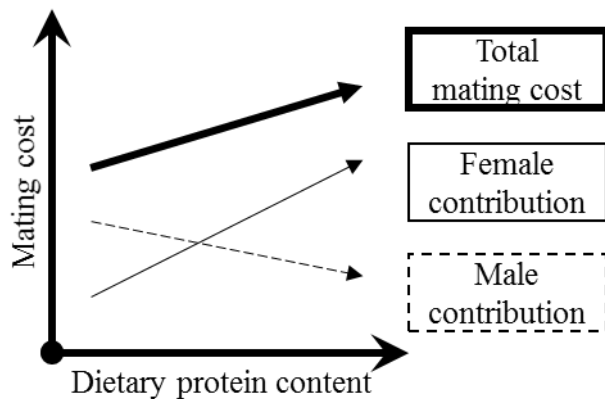 Mating cost
Total
mating cost
Female
contribution
Male
contribution
Dietary protein content